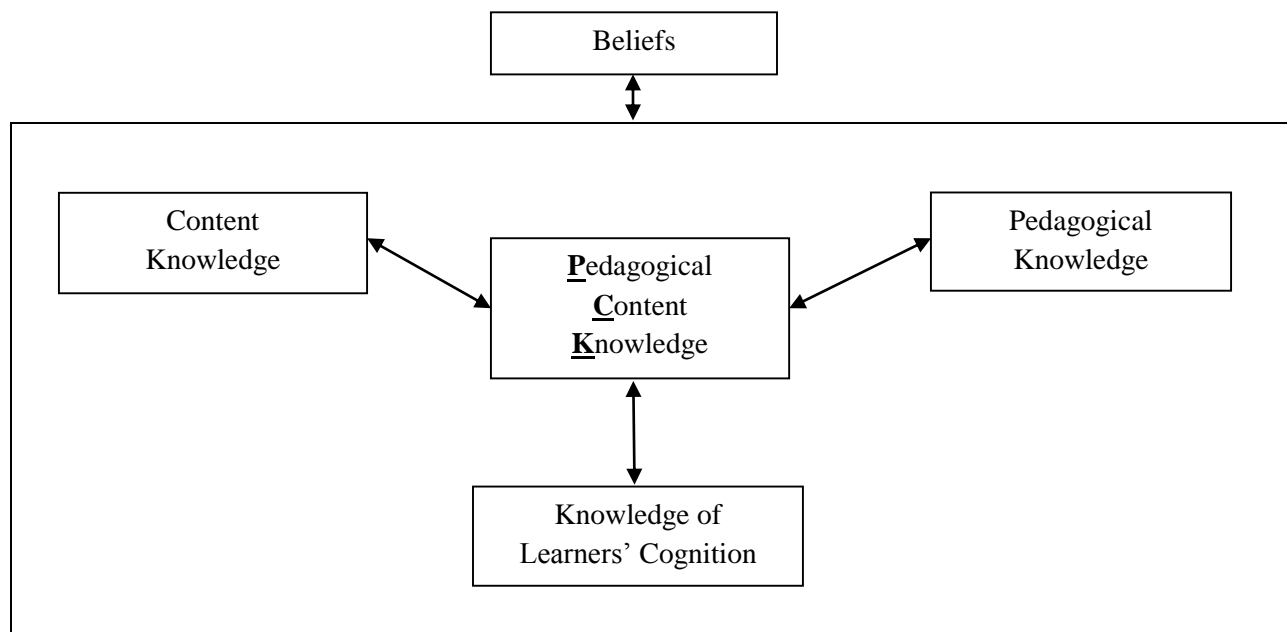 Beliefs
Content
Knowledge
Pedagogical
Content
Knowledge
Pedagogical
Knowledge
Knowledge of
Learners’ Cognition